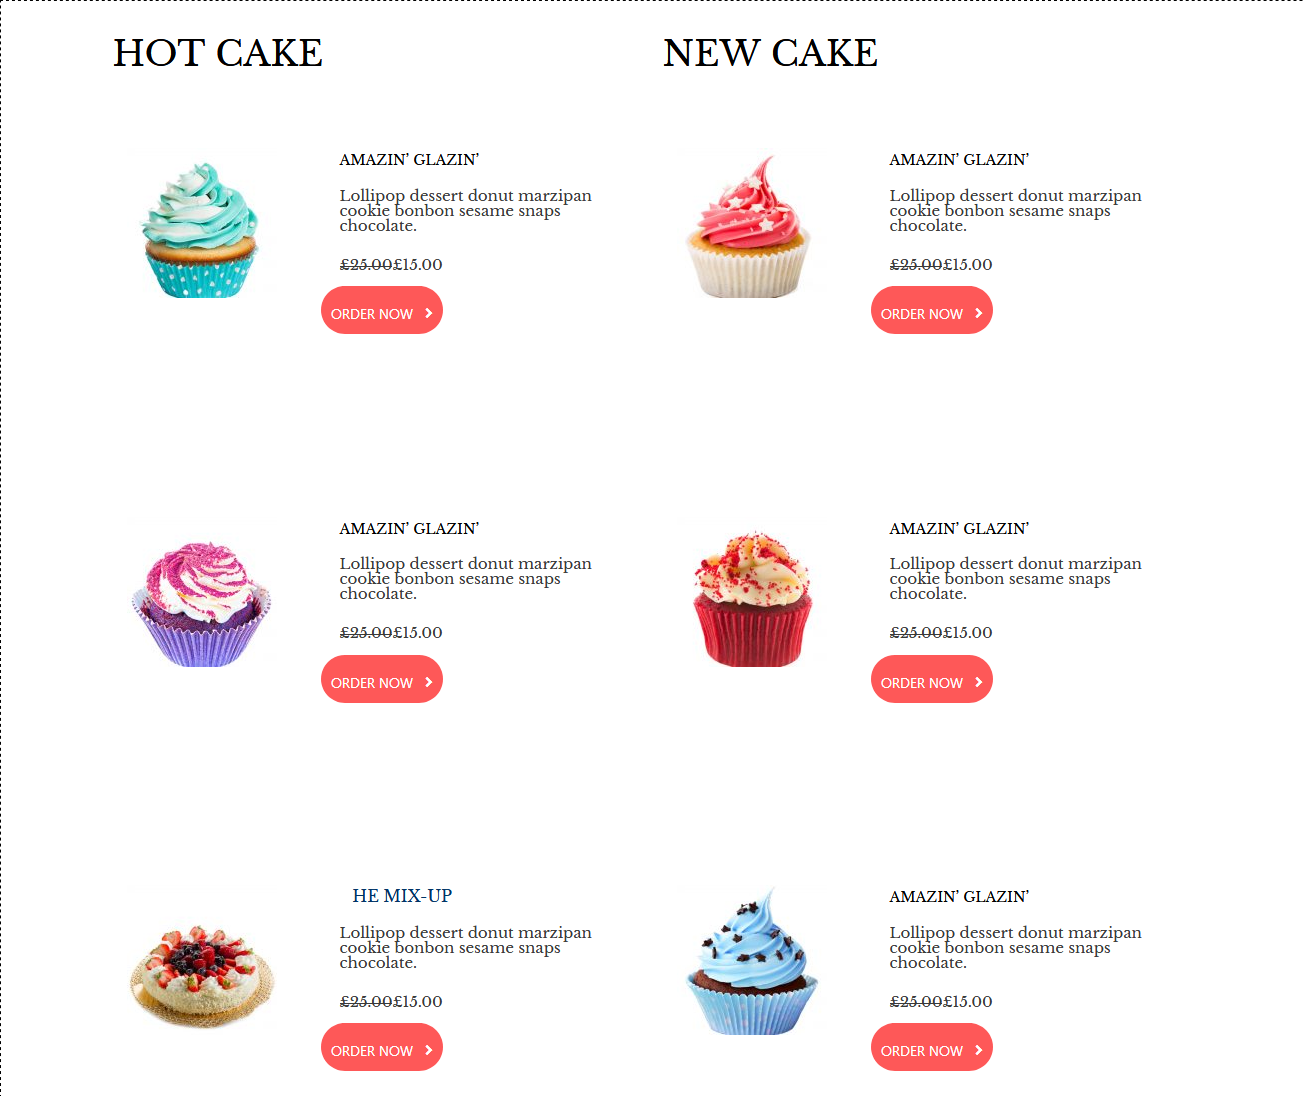 HOT CAKE
AMAZIN’ GLAZIN’
Lollipop dessert donut marzipan
cookie bonbon sesame snaps
chocolate.
£25.00£15.00
ORDER NOW
AMAZIN’ GLAZIN’
Lollipop dessert donut marzipan
cookie bonbon sesame snaps
chocolate.
£25.00£15.00
ORDER NOW
HE MIX-UP
Lollipop dessert donut marzipan
cookie bonbon sesame snaps
chocolate.
£25.00£15.00
ORDER NOW
NEW CAKE
AMAZIN’ GLAZIN’
Lollipop dessert donut marzipan
cookie bonbon sesame snaps
chocolate.
£25.00£15.00
ORDER NOW
AMAZIN’ GLAZIN’
Lollipop dessert donut marzipan
cookie bonbon sesame snaps
chocolate.
£25.00£15.00
ORDER NOW
AMAZIN’ GLAZIN’
Lollipop dessert donut marzipan
cookie bonbon sesame snaps
chocolate.
£25.00£15.00
ORDER NOW